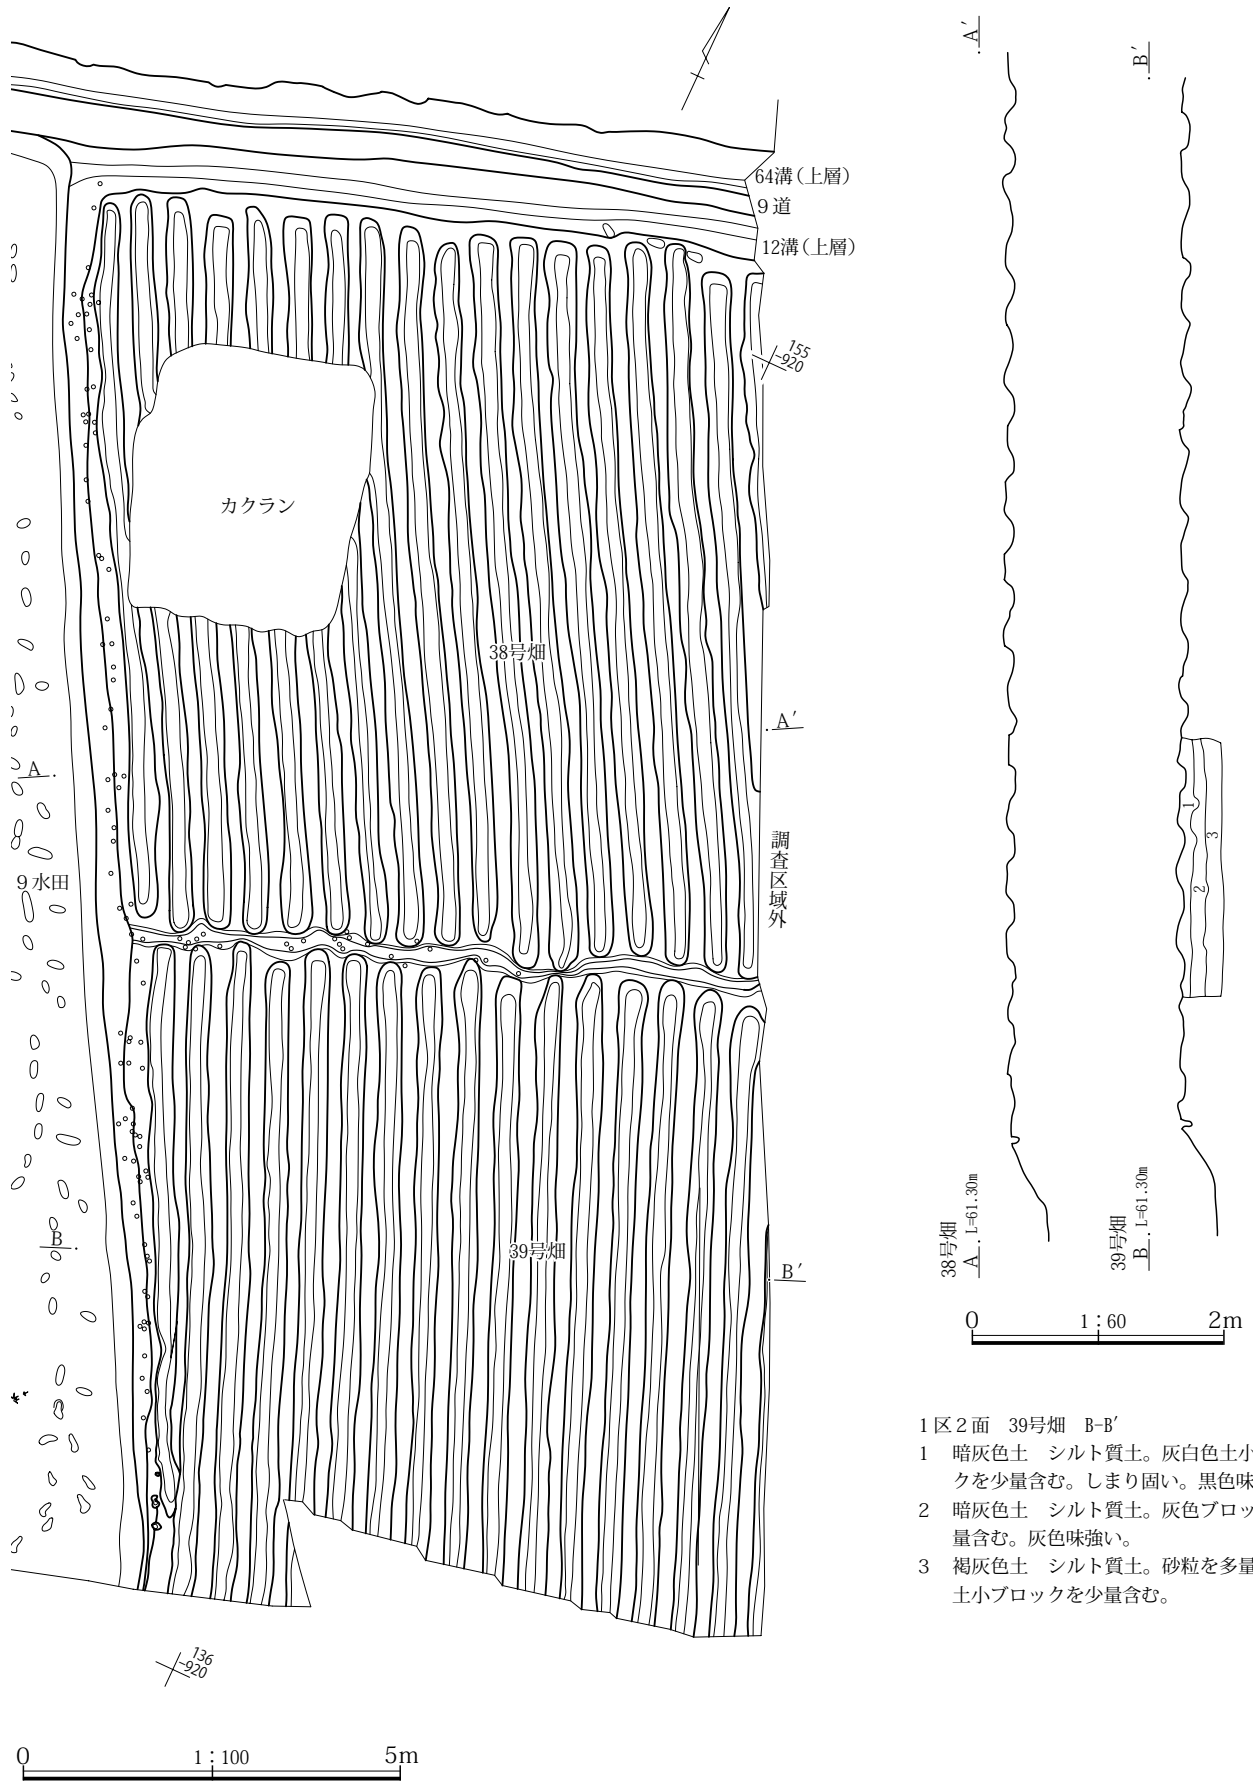 64溝（上層）
９道
12溝（上層）
155
-920
カクラン
38号畑
A′
A
調査区域外
９水田
B
39号畑
B′
136
-920
0 1：100 5m
A′
B′
1
2
3
38号畑
A L=61.30m
39号畑
B L=61.30m
0 1：60 2m
１区２面　39号畑　B-B′
1　暗灰色土　シルト質土。灰白色土小
クを少量含む。しまり固い。黒色味
2　暗灰色土　シルト質土。灰色ブロッ
量含む。灰色味強い。
3　褐灰色土　シルト質土。砂粒を多量
土小ブロックを少量含む。